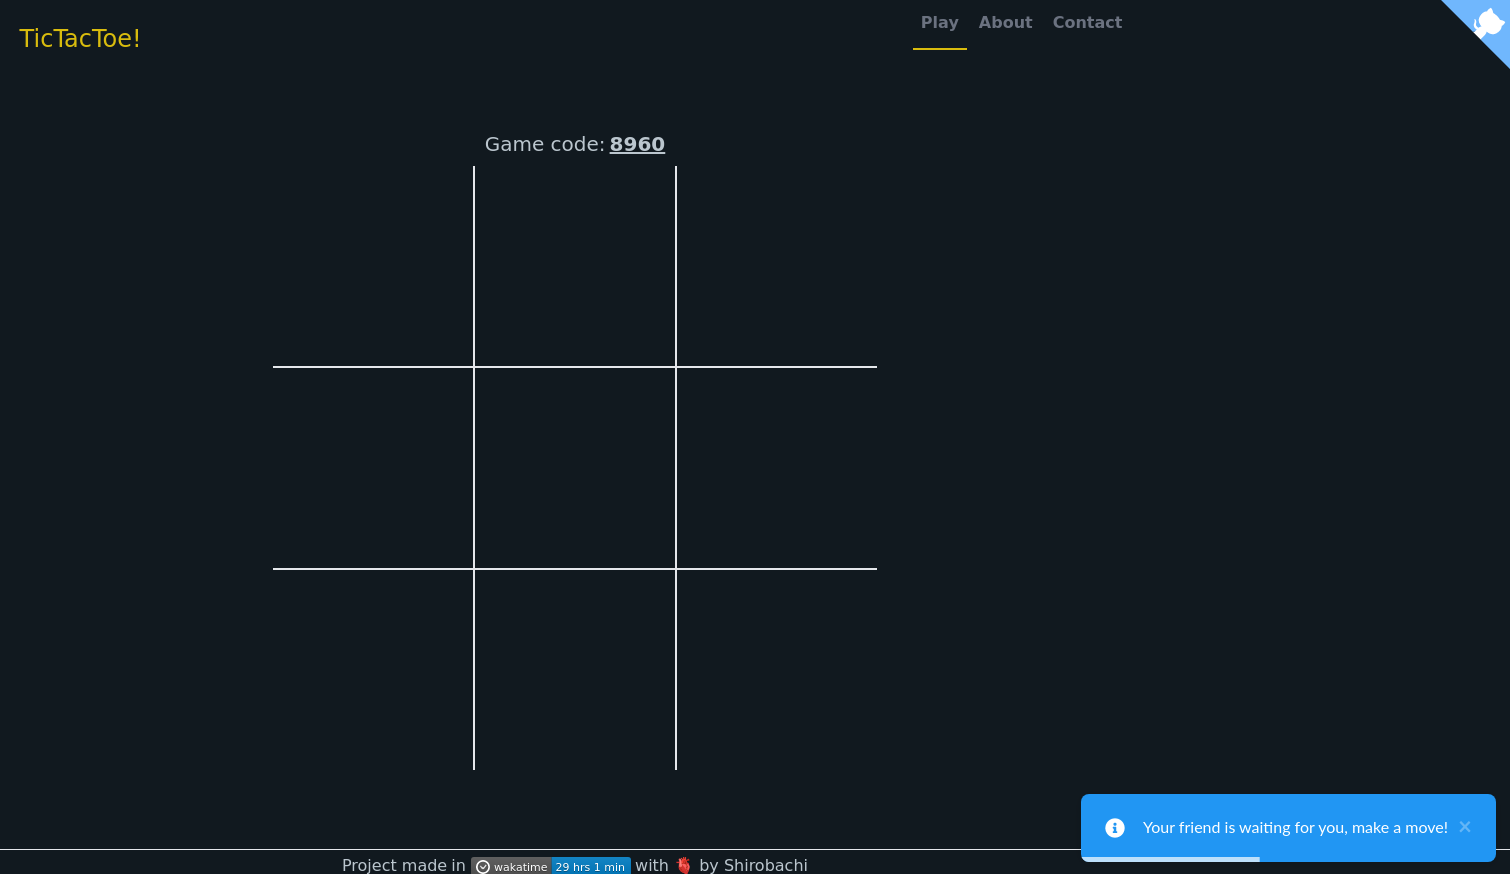 TicTacToe!
Play About Contact
Game code: 8960
Your friend is waiting for you, make a move!
Project made in wakatime 29 hrs 1 min with by Shirobachi